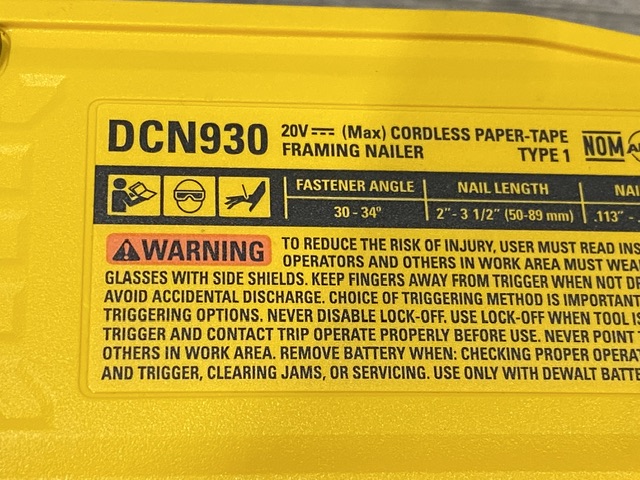 DCN930 20V (Max) CORDLESS PAPER-TAPE
FRAMING NAILER TYPE 1
NOM
FASTENER ANGLE NAIL LENGTH
30 - 34° 2" - 3 1/2" (50-89 mm) .113" -
WARNING TO REDUCE THE RISK OF INJURY, USER MUST READ
OPERATORS AND OTHERS IN WORK AREA MUST
GLASSES WITH SIDE SHIELDS. KEEP FINGERS AWAY FROM TRIGGER WHEN NOT
AVOID ACCIDENTAL DISCHARGE. CHOICE OF TRIGGERING METHOD IS IMPORTANT
TRIGGERING OPTIONS. NEVER DISABLE LOCK-OFF. USE LOCK-OFF WHEN TOOL IS
TRIGGER AND CONTACT TRIP OPERATE PROPERLY BEFORE USE. NEVER POINT
OTHERS IN WORK AREA. REMOVE BATTERY WHEN: CHECKING PROPER
AND TRIGGER, CLEARING JAMS, OR SERVICING. USE ONLY WITH DEWALT